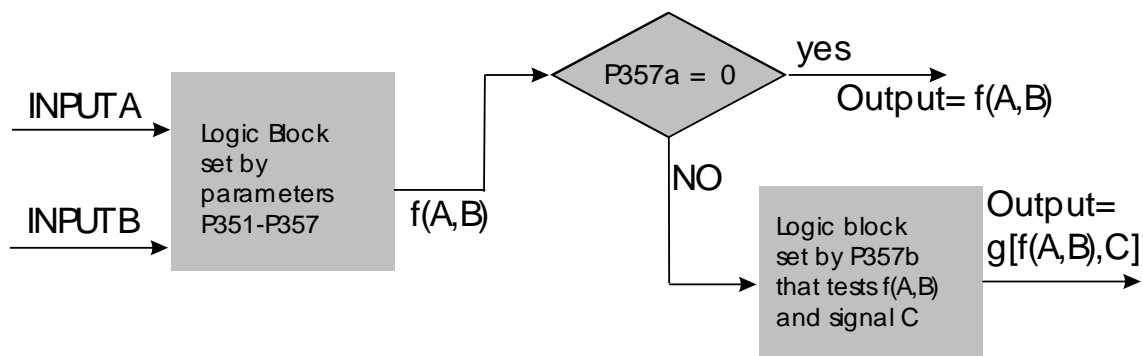 INPUT A
INPUT B
Logic Block
set by
parameters
P351-P357
f(A,B)
P357a = 0
yes
Output= f(A,B)
NO
Logic block
set by P357b
that tests f(A,B)
and signal C
Output=
g[f(A,B),C]